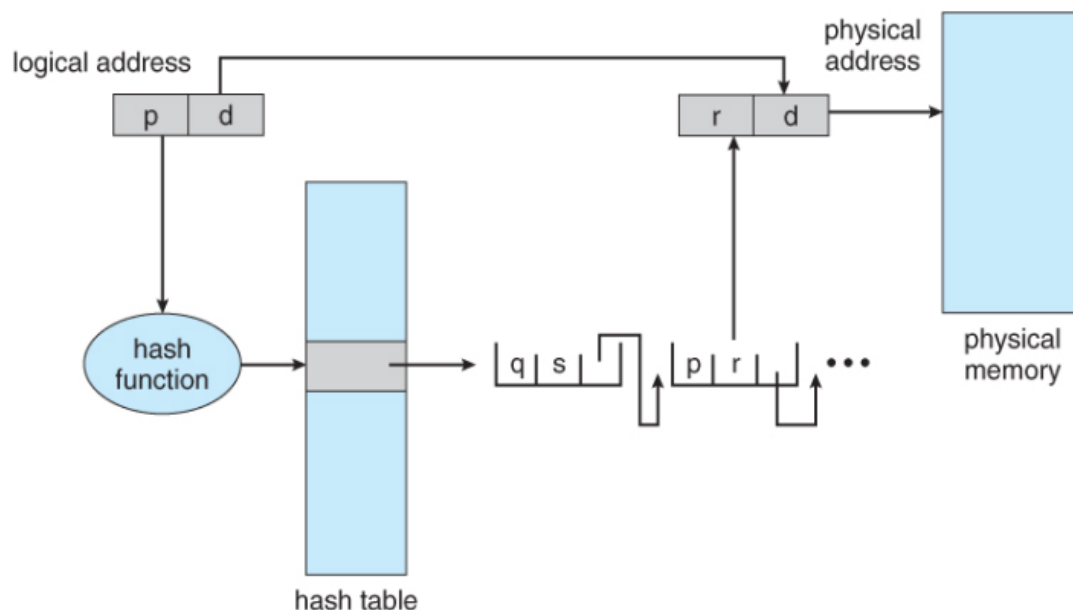 logical address
p d
physical
address
r d
hash
function
q s
p r
•••
physical
memory
hash table